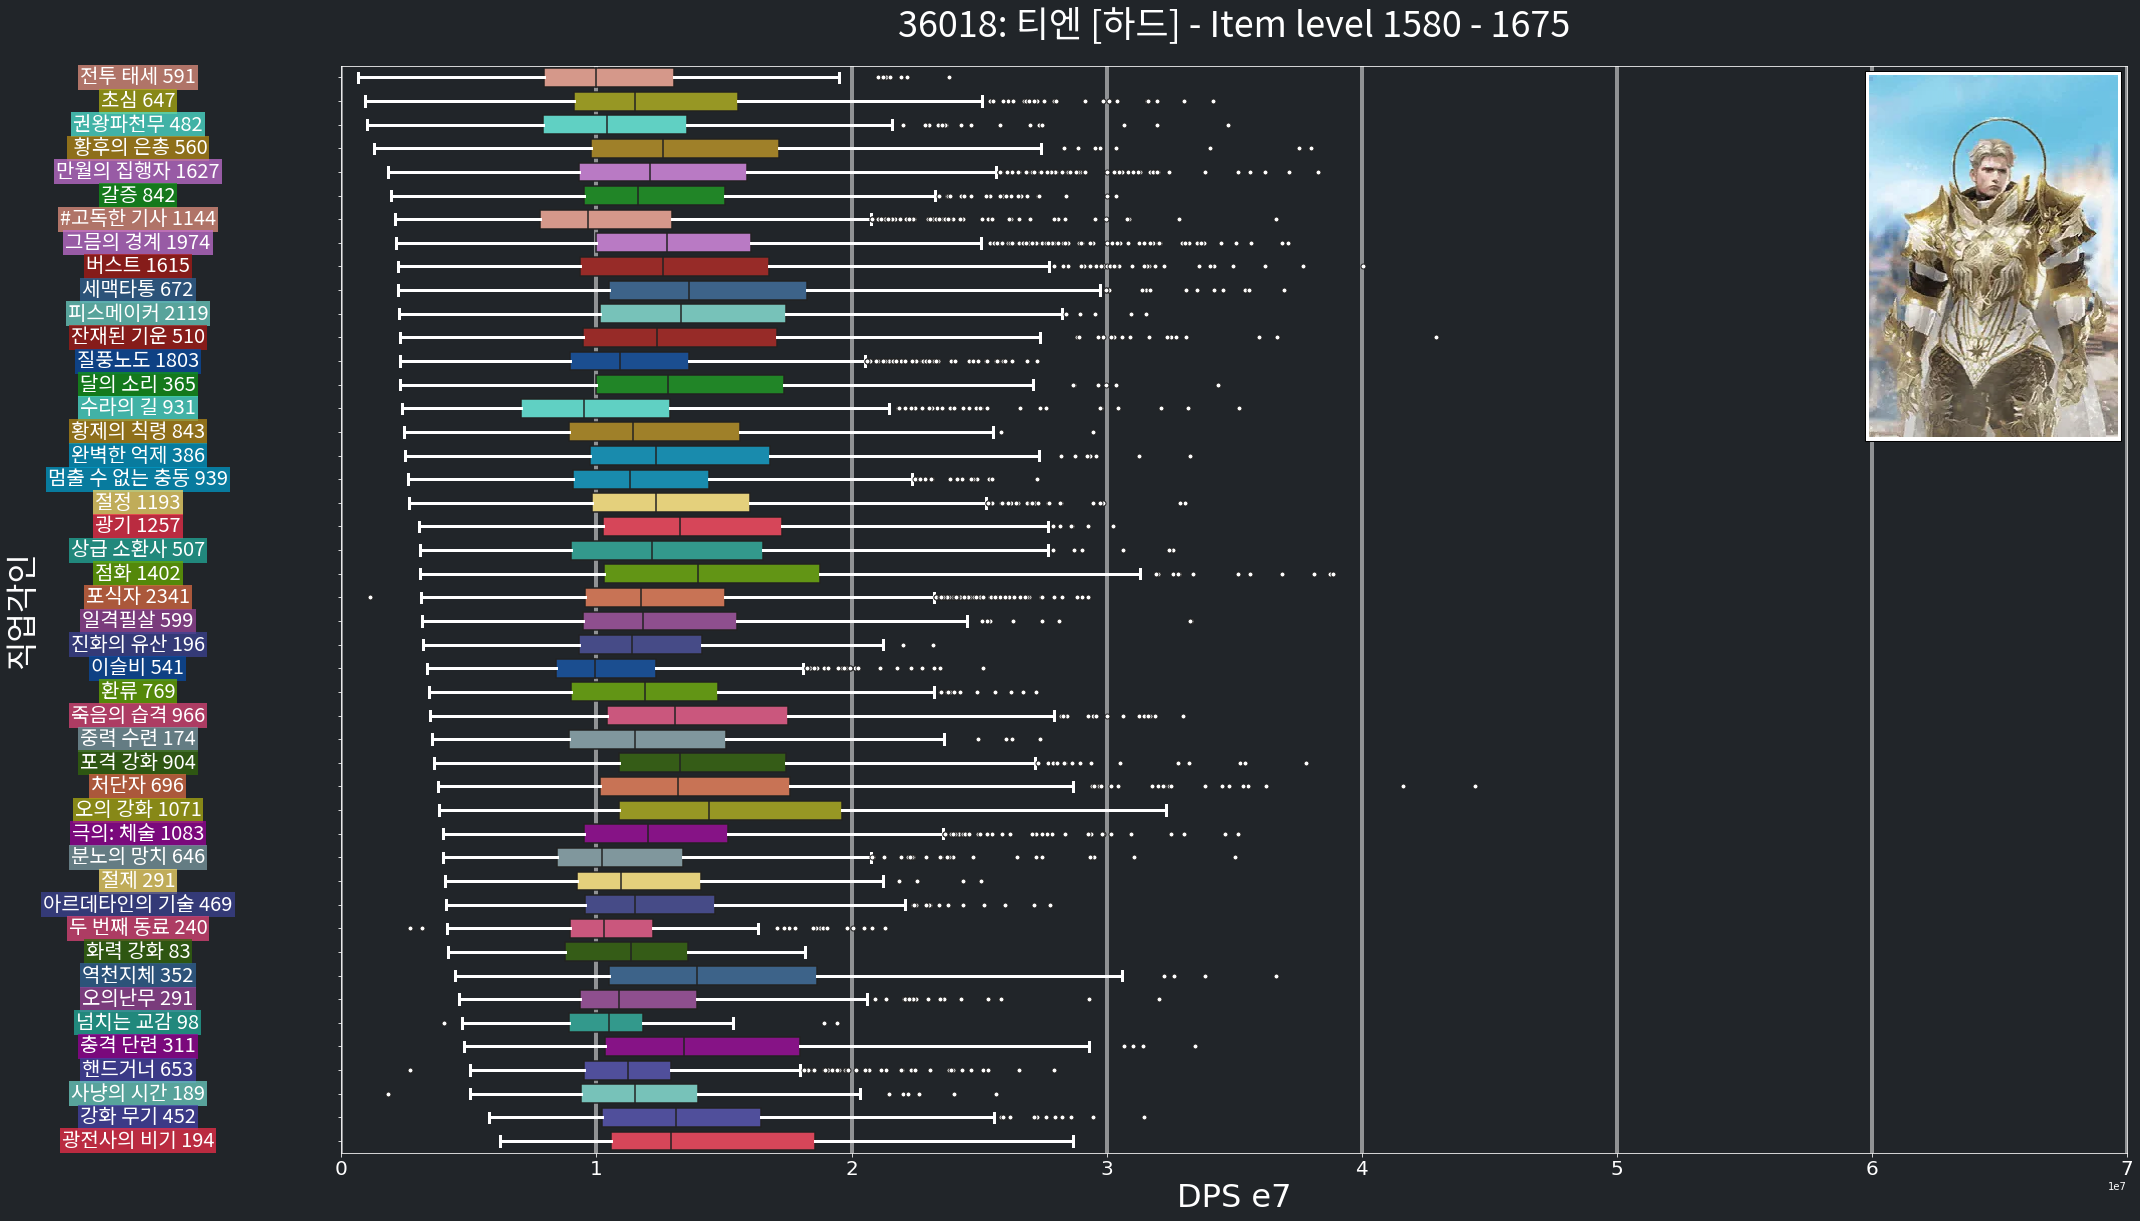 36018: 티엔 [하드] - Item level 1580 - 1675
직업각인
전투 태세 591
초심 647
권왕파천무 482
황후의 은총 560
만월의 집행자 1627
갈증 842
#고독한 기사 1144
그믐의 경계 1974
버스트 1615
세맥타통 672
피스메이커 2119
잔재된 기운 510
질풍노도 1803
달의 소리 365
수라의 길 931
황제의 칙령 843
완벽한 억제 386
멈출 수 없는 충동 939
절정 1193
광기 1257
상급 소환사 507
점화 1402
포식자 2341
일격필살 599
진화의 유산 196
이슬비 541
환류 769
죽음의 습격 966
중력 수련 174
포격 강화 904
처단자 696
오의 강화 1071
극의: 체술 1083
분노의 망치 646
절제 291
아르데타인의 기술 469
두 번째 동료 240
화력 강화 83
역천지체 352
오의난무 291
넘치는 교감 98
충격 단련 311
핸드거너 653
사냥의 시간 189
강화 무기 452
광전사의 비기 194
0 1 2 3 4 5 6 7
DPS e7
1e7